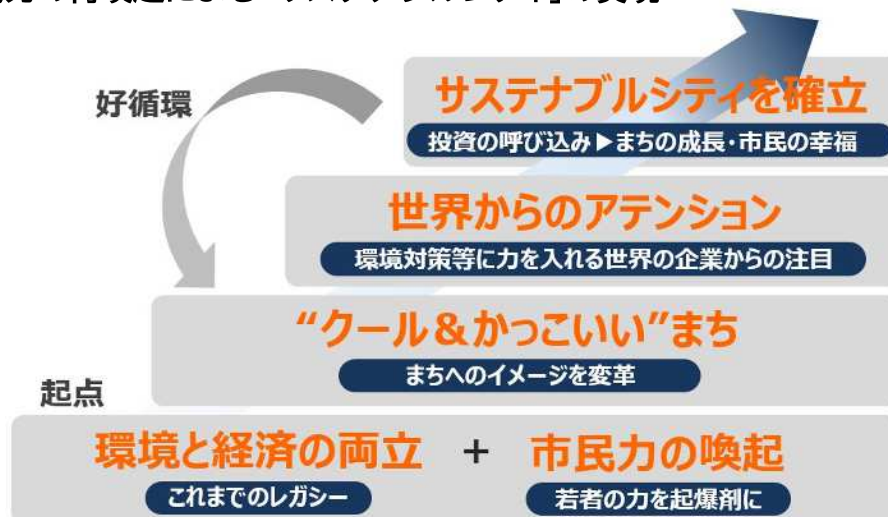 好循環
サステナブルシティを確立
投資の呼び込み▶まちの成長・市民の幸福
世界からのアテンション
環境対策等に力を入れる世界の企業からの注目
“クール＆かっこいい”まち
まちへのイメージを変革
起点
環境と経済の両立 + 市民力の喚起
これまでのレガシー 若者の力を起爆剤に